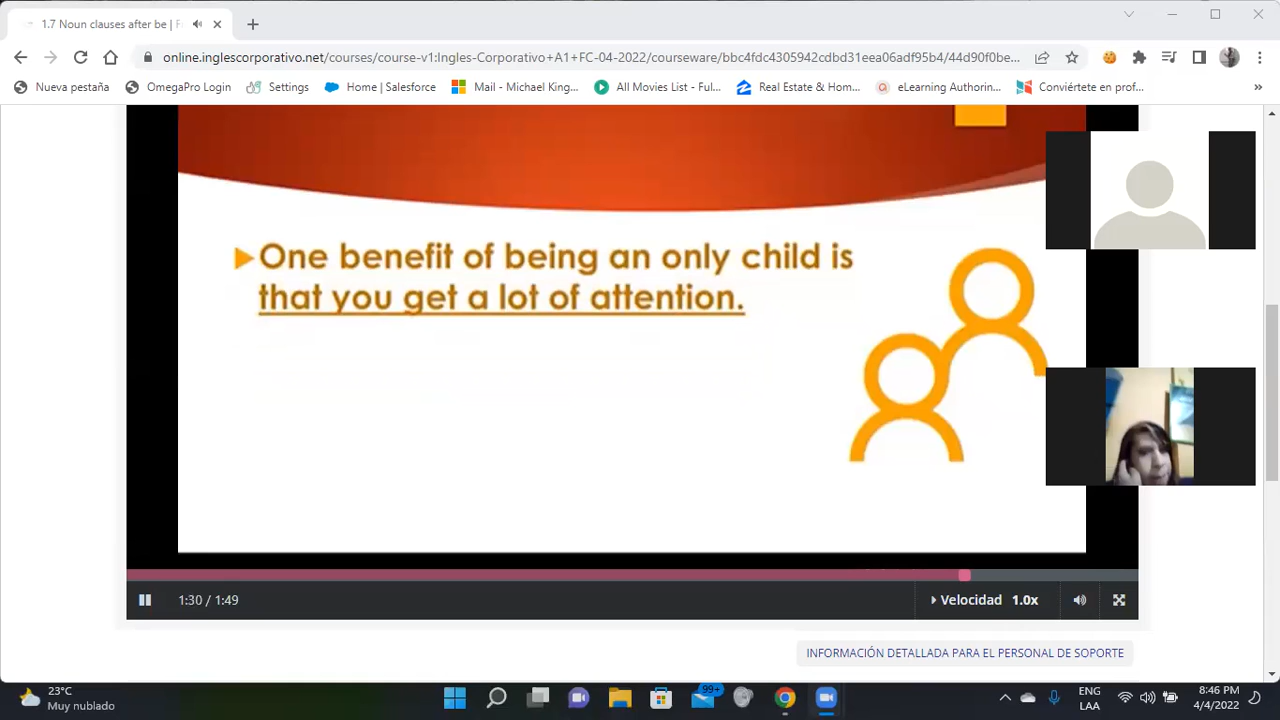 1.7 Noun clauses after be | F
online.inglescorporativo.net/courses/course-v1:Ingles-Corporativo+A1+FC-04-2022/courseware/bbc4fdc4305942cdbd31eea06adf95b4/44d90f0be...
Nueva pestaña
OmegaPro Login
Settings
Home | Salesforce
Mail - Michael King...
All Movies List - Ful...
Real Estate & Hom...
eLearning Authorin...
Conviértete en prof...
»
One benefit of being an only child is
that you get a lot of attention.
1:30 / 1:49
Velocidad 1.0x
INFORMACIÓN DETALLADA PARA EL PERSONAL DE SOPORTE
23°C
Muy nublado
99+
ENG
LAA
8:46 PM
4/4/2022